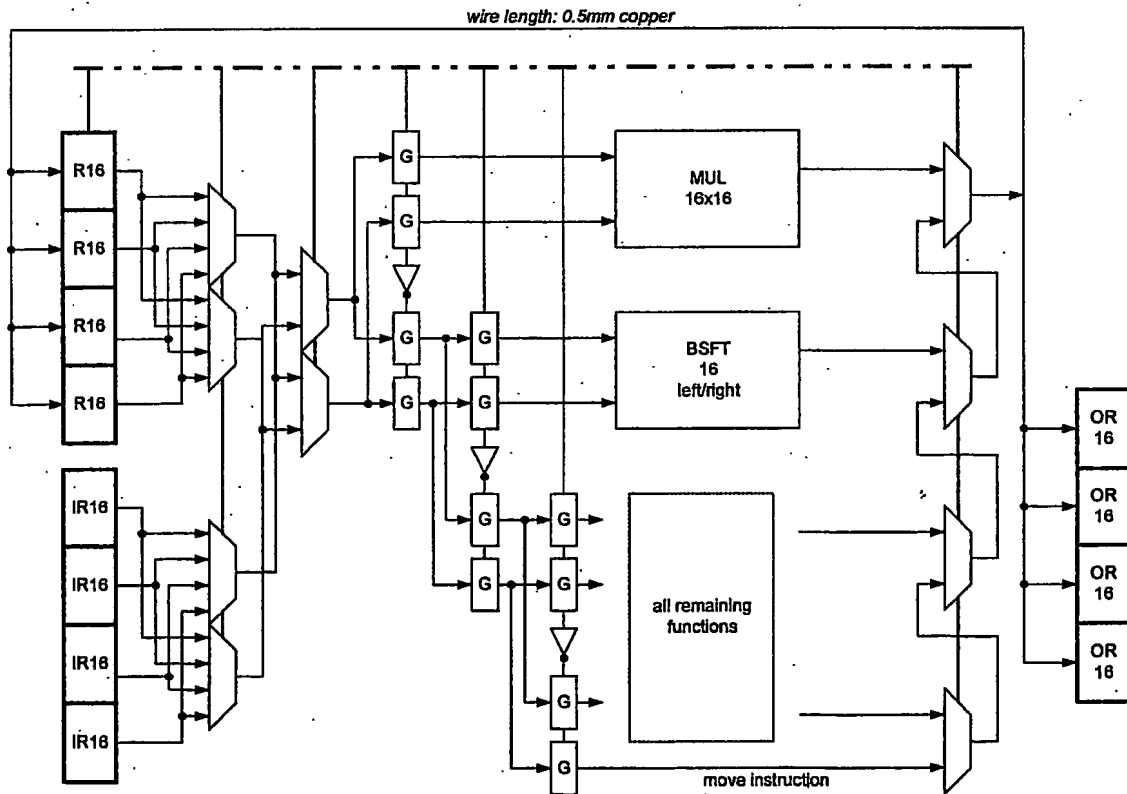 wire length: 0.5mm copper
R16
R16
R16
R16
IR16
IR16
IR16
IR16
G
G
G
G
G
G
G
G
G
G
G
G
MUL
16x16
BSFT
16
left/right
all remaining
functions
move instruction
OR
16
OR
16
OR
16
OR
16